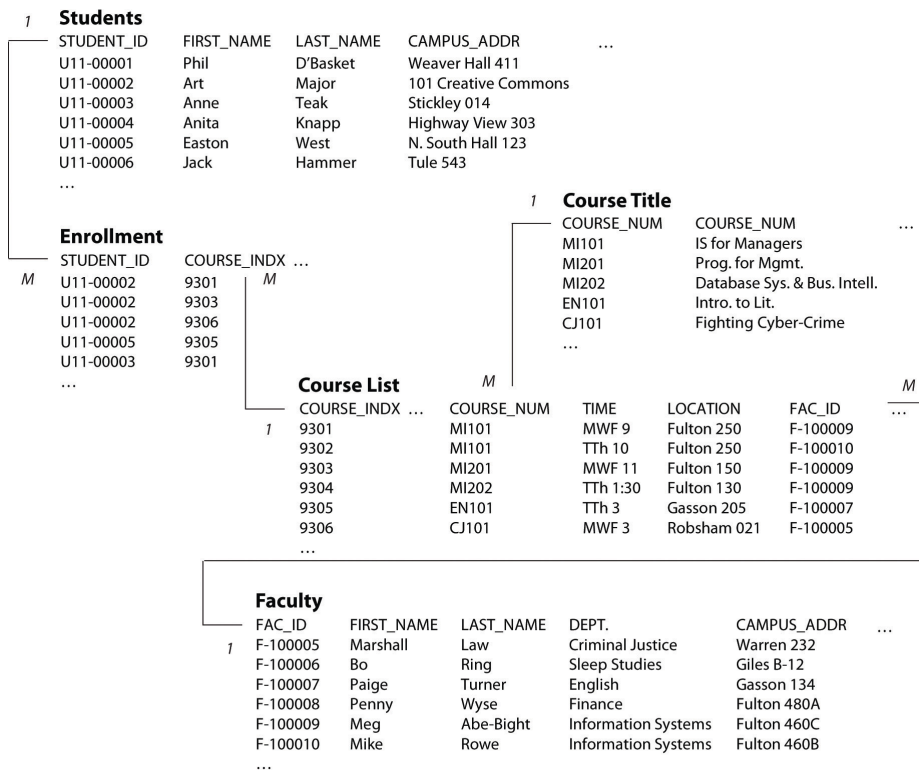 1 Students
STUDENT_ID FIRST_NAME LAST_NAME CAMPUS_ADDR ...
U11-00001 Phil D'Basket Weaver Hall 411
U11-00002 Art Major 101 Creative Commons
U11-00003 Anne Teak Stickley 014
U11-00004 Anita Knapp Highway View 303
U11-00005 Easton West N. South Hall 123
U11-00006 Jack Hammer Tule 543
...
Enrollment
STUDENT_ID COURSE_INDX ...
M U11-00002 9301 M
U11-00002 9303
U11-00002 9306
U11-00005 9305
U11-00003 9301
...
1 Course Title
COURSE_NUM COURSE_NUM ...
MI101 IS for Managers
MI201 Prog. for Mgmt.
MI202 Database Sys. & Bus. Intell.
EN101 Intro. to Lit.
CJ101 Fighting Cyber-Crime
...
Course List M M
COURSE_INDX ... COURSE_NUM TIME LOCATION FAC_ID ...
1 9301 MI101 MWF 9 Fulton 250 F-100009
9302 MI101 TTh 10 Fulton 250 F-100010
9303 MI201 MWF 11 Fulton 150 F-100009
9304 MI202 TTh 1:30 Fulton 130 F-100009
9305 EN101 TTh 3 Gasson 205 F-100007
9306 CJ101 MWF 3 Robsham 021 F-100005
...
Faculty
FAC_ID FIRST_NAME LAST_NAME DEPT. CAMPUS_ADDR ...
1 F-100005 Marshall Law Criminal Justice Warren 232
F-100006 Bo Ring Sleep Studies Giles B-12
F-100007 Paige Turner English Gasson 134
F-100008 Penny Wyse Finance Fulton 480A
F-100009 Meg Abe-Bight Information Systems Fulton 460C
F-100010 Mike Rowe Information Systems Fulton 460B
...